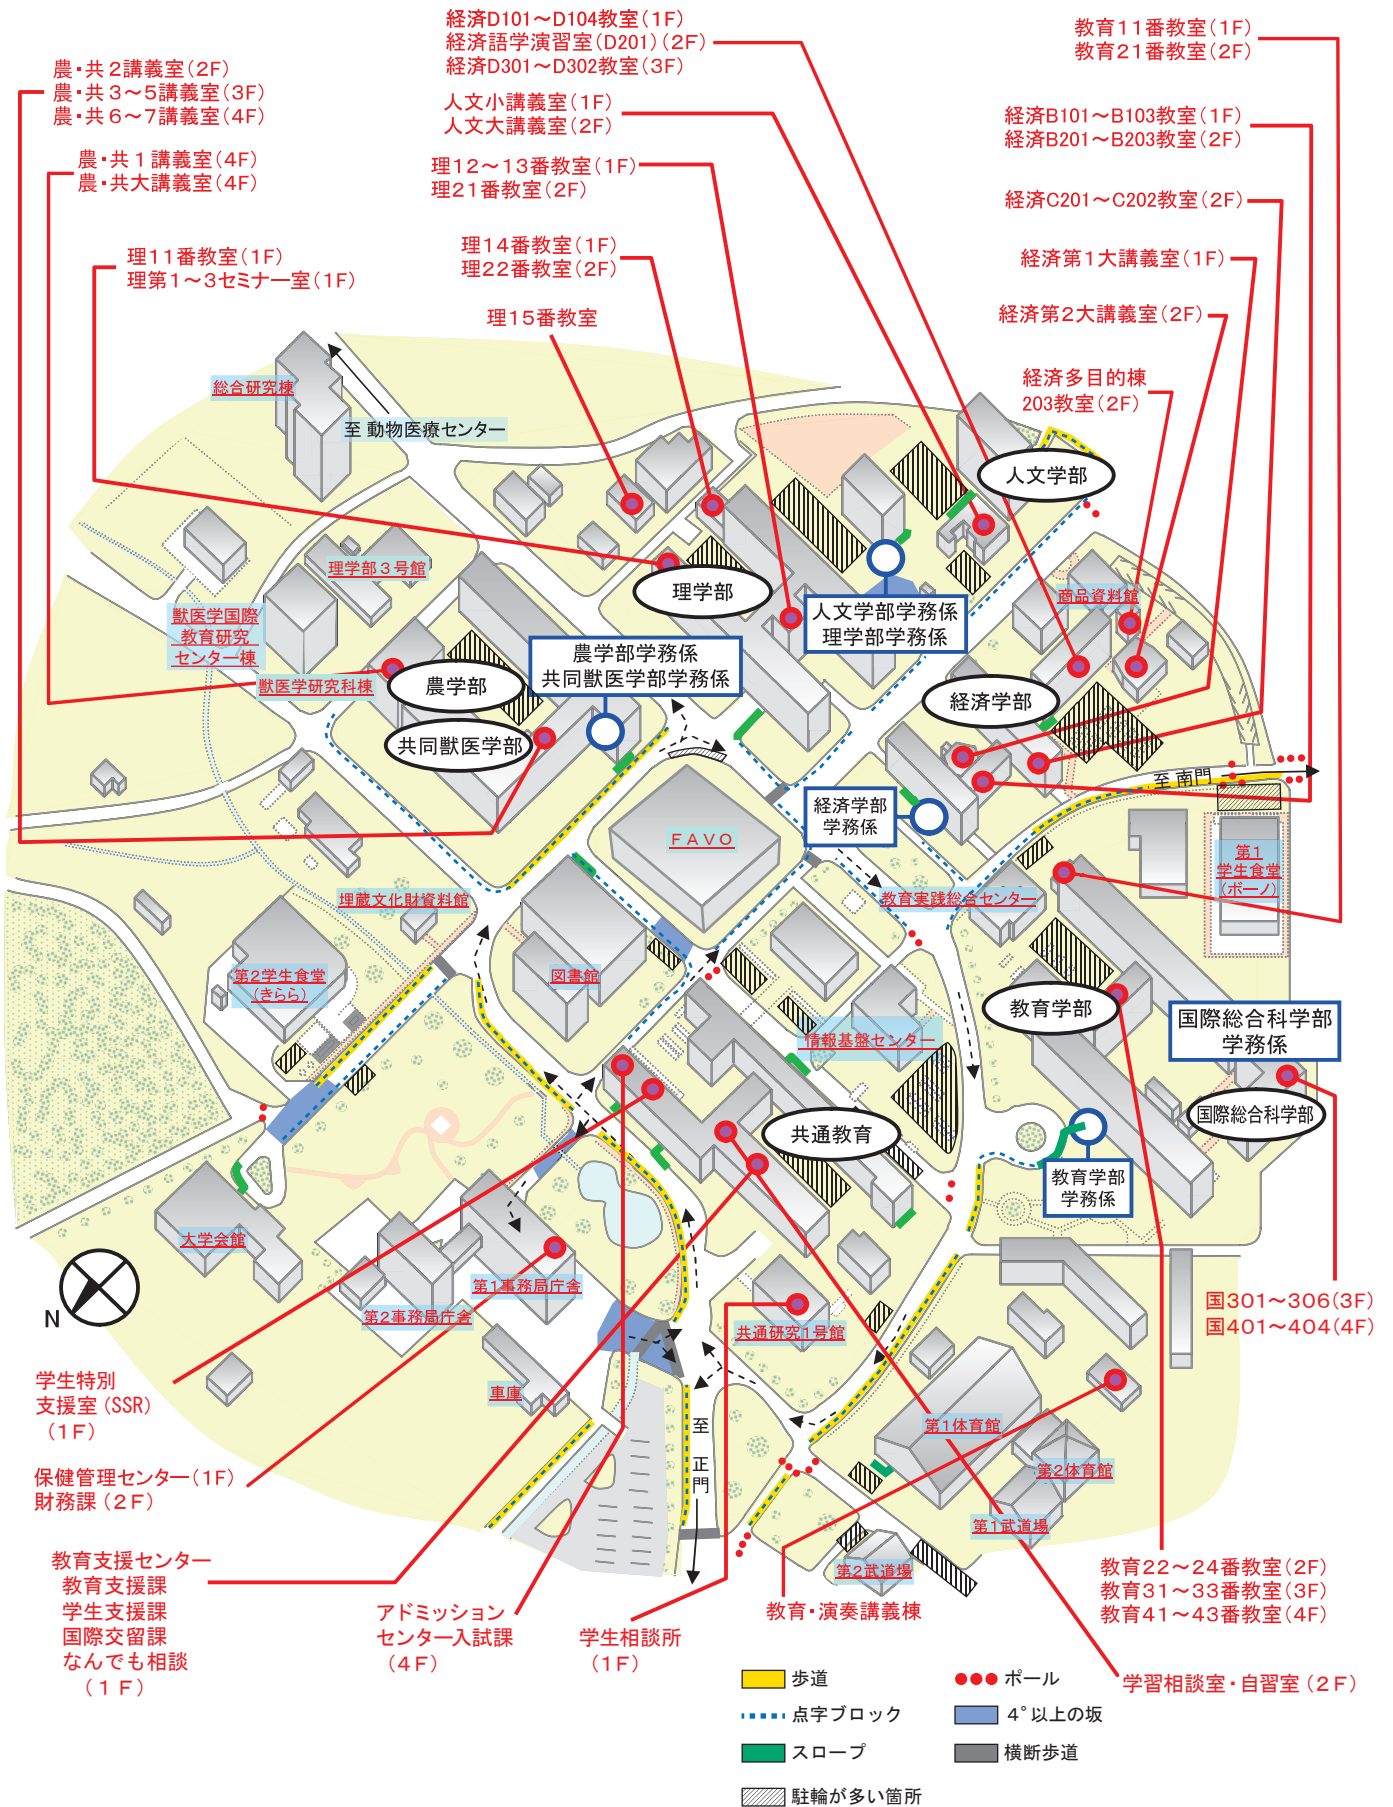 経済D101～D104教室(1F)
経済語学演習室(D201)(2F)
経済D301～D302教室(3F)
教育11番教室(1F)
教育21番教室(2F)
農・共2講義室(2F)
農・共3～5講義室(3F)
農・共6～7講義室(4F)
人文小講義室(1F)
人文大講義室(2F)
経済B101～B103教室(1F)
経済B201～B203教室(2F)
農・共1講義室(4F)
農・共大講義室(4F)
理12～13番教室(1F)
理21番教室(2F)
経済C201～C202教室(2F)
理11番教室(1F)
理第1～3セミナー室(1F)
理14番教室(1F)
理22番教室(2F)
経済第1大講義室(1F)
理15番教室
経済第2大講義室(2F)
経済多目的棟
203教室(2F)
総合研究棟
至 動物医療センター
人文学部
理学部3号館
理学部
商品資料館
獣医学国際
教育研究
センター棟
人文学部学務係
理学部学務係
農学部学務係
共同獣医学部学務係
獣医学研究科棟
農学部
経済学部
共同獣医学部
至 南門
経済学部
学務係
FAVO
第1
学生食堂
(ボーノ)
埋蔵文化財資料館
教育実践総合センター
第2学生食堂
(きらら)
図書館
教育学部
国際総合科学部
学務係
情報基盤センター
国際総合科学部
共通教育
教育学部
学務係
大学会館
N
第1事務局庁舎
第2事務局庁舎
共通研究1号館
国301～306(3F)
国401～404(4F)
学生特別
支援室(SSR)
(1F)
車庫
至
正
門
第1体育館
第2体育館
保健管理センター(1F)
財務課(2F)
第1武道場
教育支援センター
教育支援課
学生支援課
国際交留課
なんでも相談
(1F)
第2武道場
教育22～24番教室(2F)
教育31～33番教室(3F)
教育41～43番教室(4F)
アドミッション
センター入試課
(4F)
学生相談所
(1F)
教育・演奏講義棟
学習相談室・自習室(2F)
歩道
ポール
点字ブロック
4°以上の坂
スロープ
横断歩道
駐輪が多い箇所